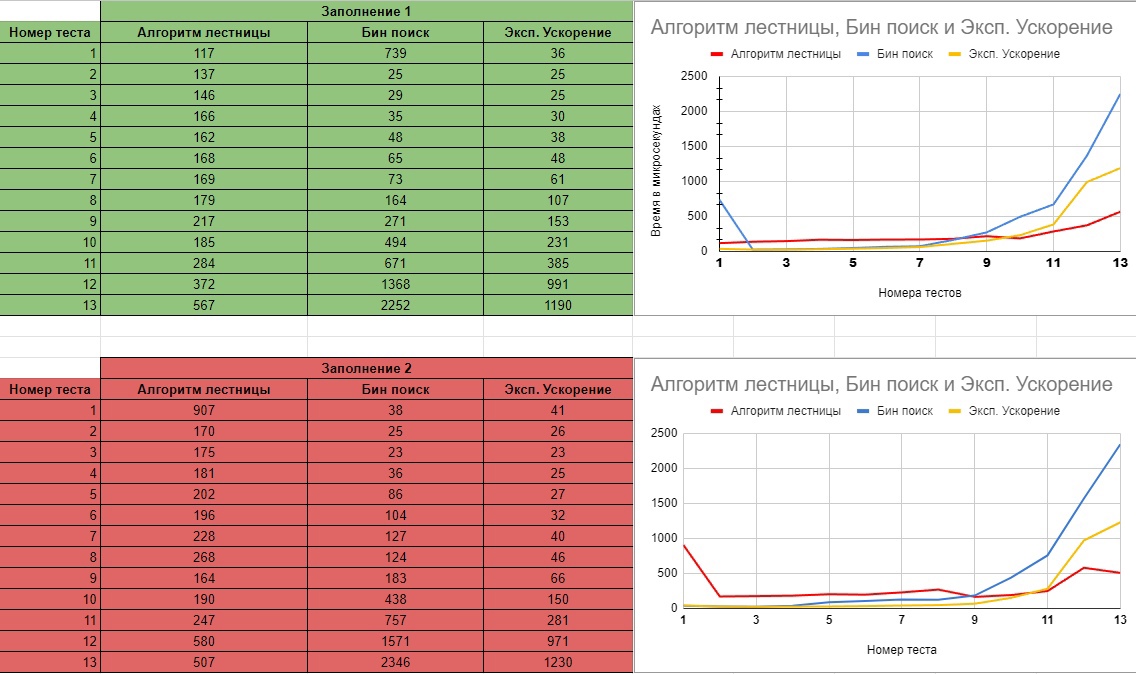 Заполнение 1
Номер теста Алгоритм лестницы Бин поиск Эксп. Ускорение
1 117 739 36
2 137 25 25
3 146 29 25
4 166 35 30
5 162 48 38
6 168 65 48
7 169 73 61
8 179 164 107
9 217 271 153
10 185 494 231
11 284 671 385
12 372 1368 991
13 567 2252 1190
Алгоритм лестницы, Бин поиск и Эксп. Ускорение
Алгоритм лестницы Бин поиск Эксп. Ускорение
Время в микросекундах
2500
2000
1500
1000
500
0
1 3 5 7 9 11 13
Номера тестов
Заполнение 2
Номер теста Алгоритм лестницы Бин поиск Эксп. Ускорение
1 907 38 41
2 170 25 26
3 175 23 23
4 181 36 25
5 202 86 27
6 196 104 32
7 228 127 40
8 268 124 46
9 164 183 66
10 190 438 150
11 247 757 281
12 580 1571 971
13 507 2346 1230
Алгоритм лестницы, Бин поиск и Эксп. Ускорение
Алгоритм лестницы Бин поиск Эксп. Ускорение
2500
2000
1500
1000
500
0
1 3 5 7 9 11 13
Номер теста